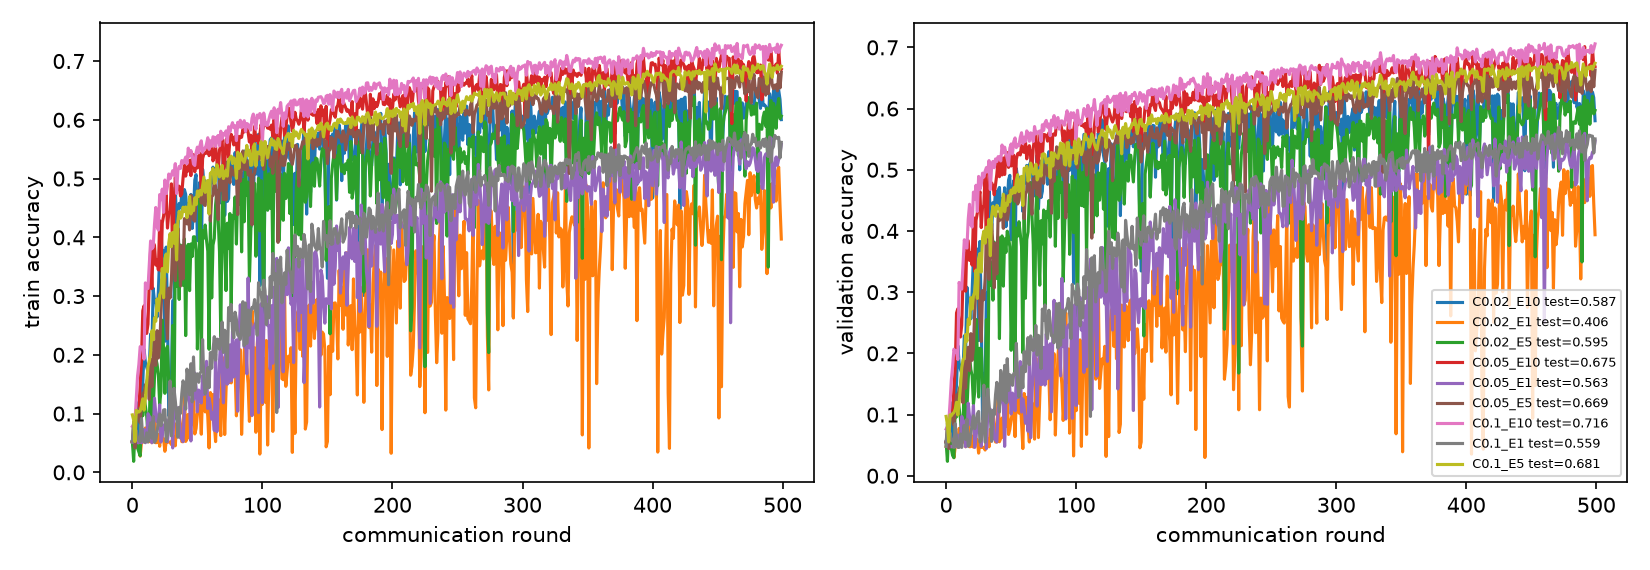 train accuracy
0.7
0.6
0.5
0.4
0.3
0.2
0.1
0.0
0 100 200 300 400 500
communication round
validation accuracy
0.7
0.6
0.5
0.4
0.3
0.2
0.1
0.0
C0.02_E10 test=0.587
C0.02_E1 test=0.406
C0.02_E5 test=0.595
C0.05_E10 test=0.675
C0.05_E1 test=0.563
C0.05_E5 test=0.669
C0.1_E10 test=0.716
C0.1_E1 test=0.559
C0.1_E5 test=0.681
0 100 200 300 400 500
communication round